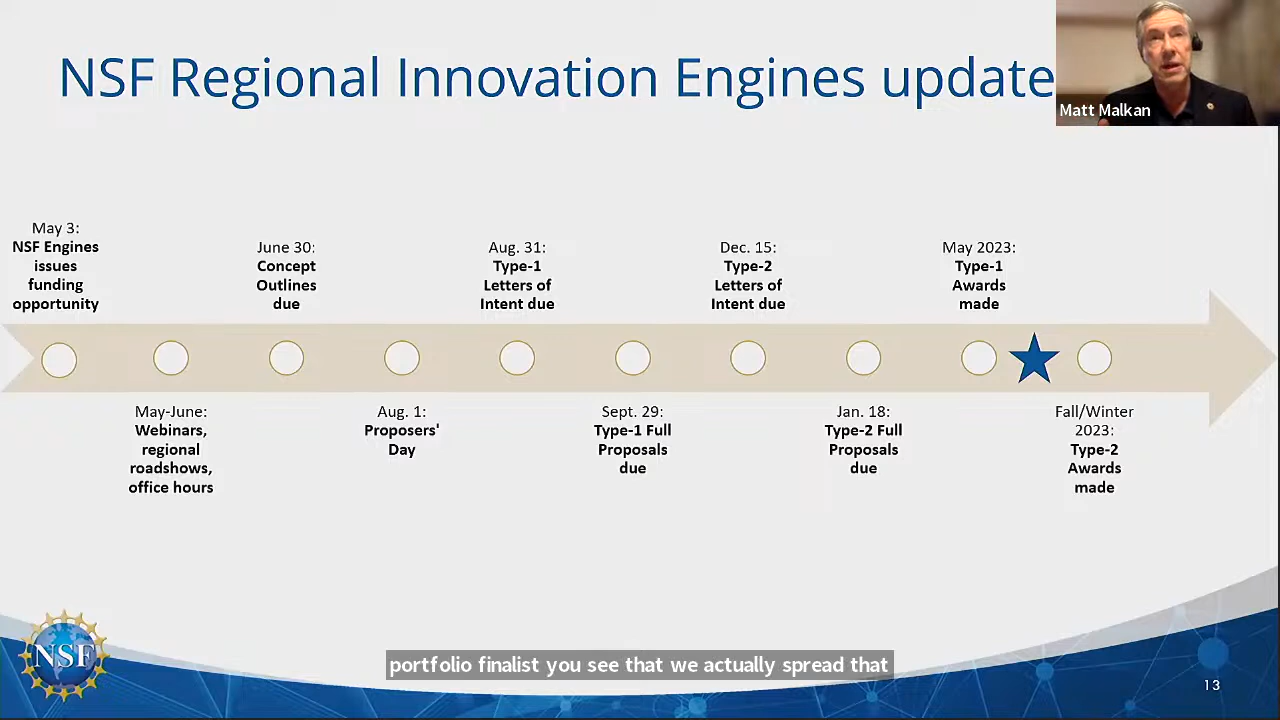 NSF Regional Innovation Engines update
Matt Malkan
May 3:
NSF Engines
issues
funding
opportunity
June 30:
Concept
Outlines
due
Aug. 31:
Type-1
Letters of
Intent due
Dec. 15:
Type-2
Letters of
Intent due
May 2023:
Type-1
Awards
made
May-June:
Webinars,
regional
roadshows,
office hours
Aug. 1:
Proposers'
Day
Sept. 29:
Type-1 Full
Proposals
due
Jan. 18:
Type-2 Full
Proposals
due
Fall/Winter
2023:
Type-2
Awards
made
NSF
portfolio finalist you see that we actually spread that
13